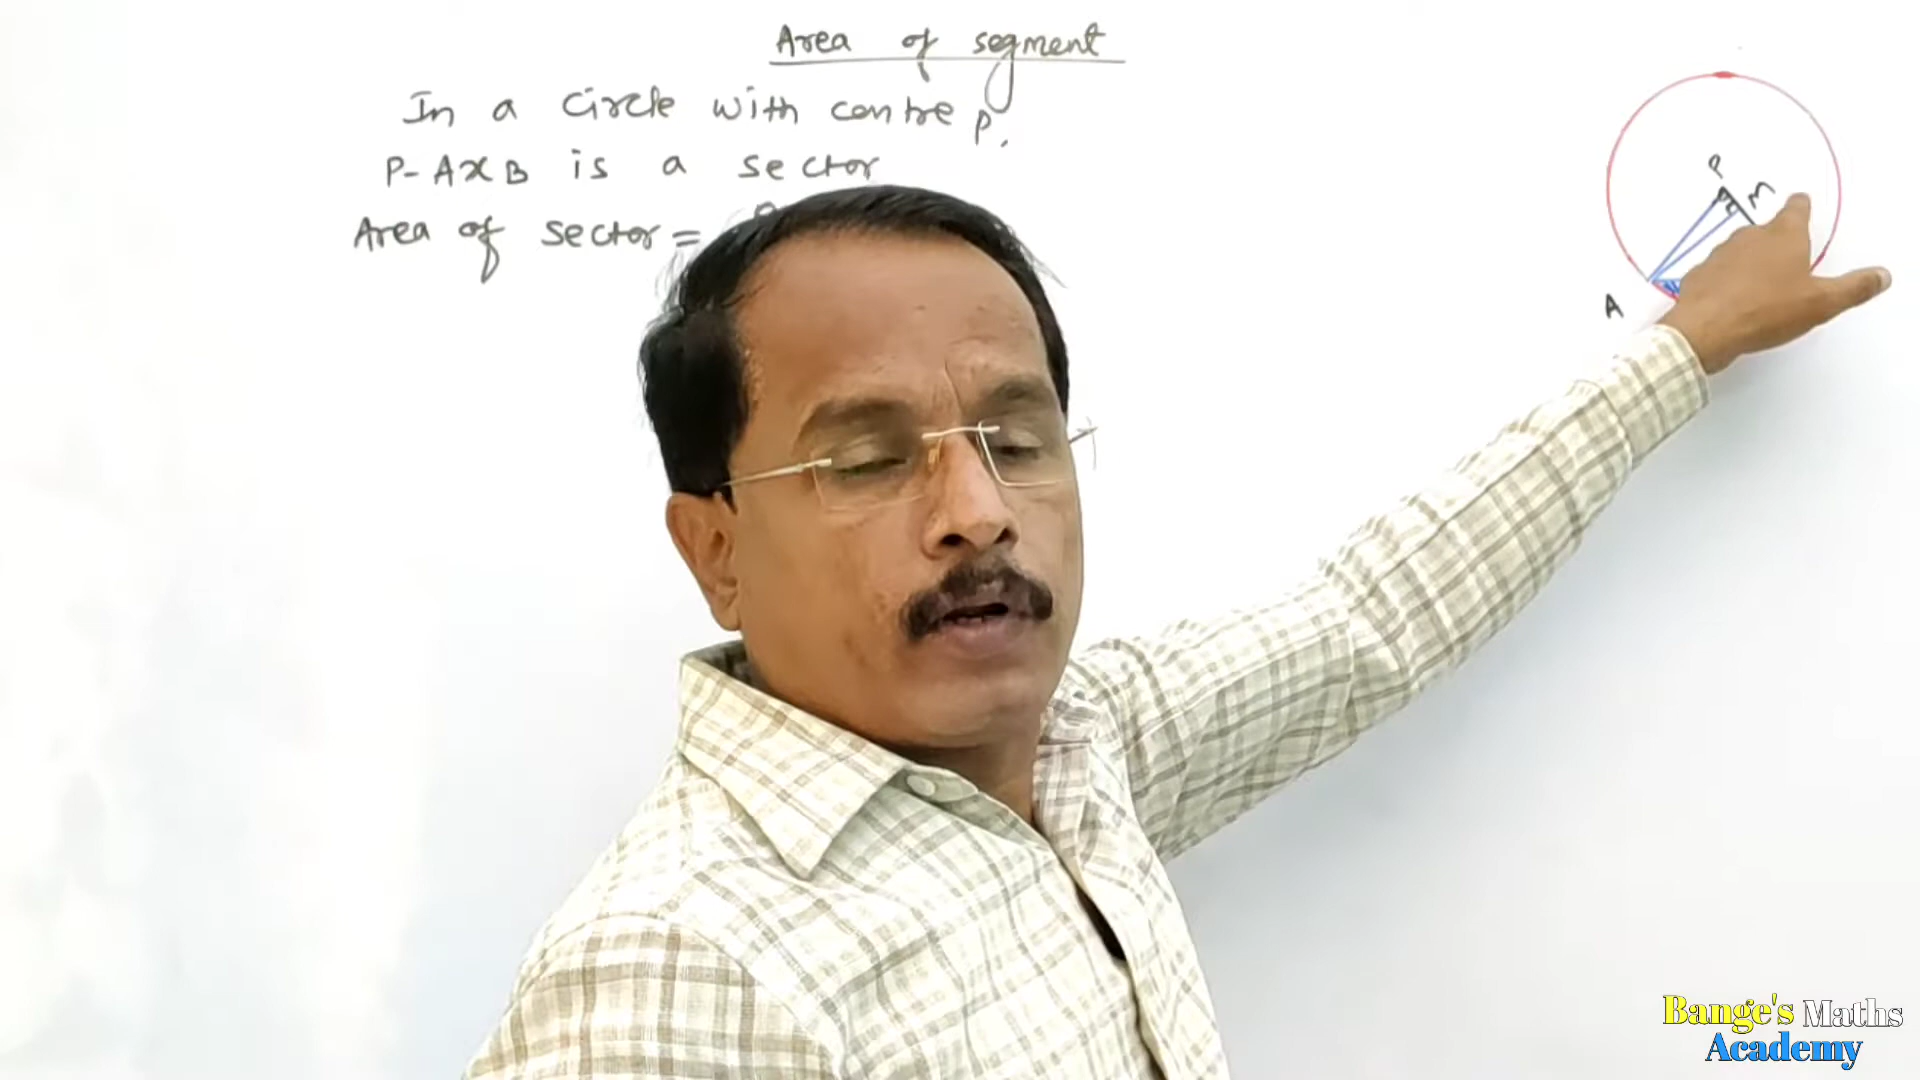 Area of segment
In a Circle with centre P.
P- AXB is a sector
Area of sector =
P
M
A
Bange's Maths
Academy